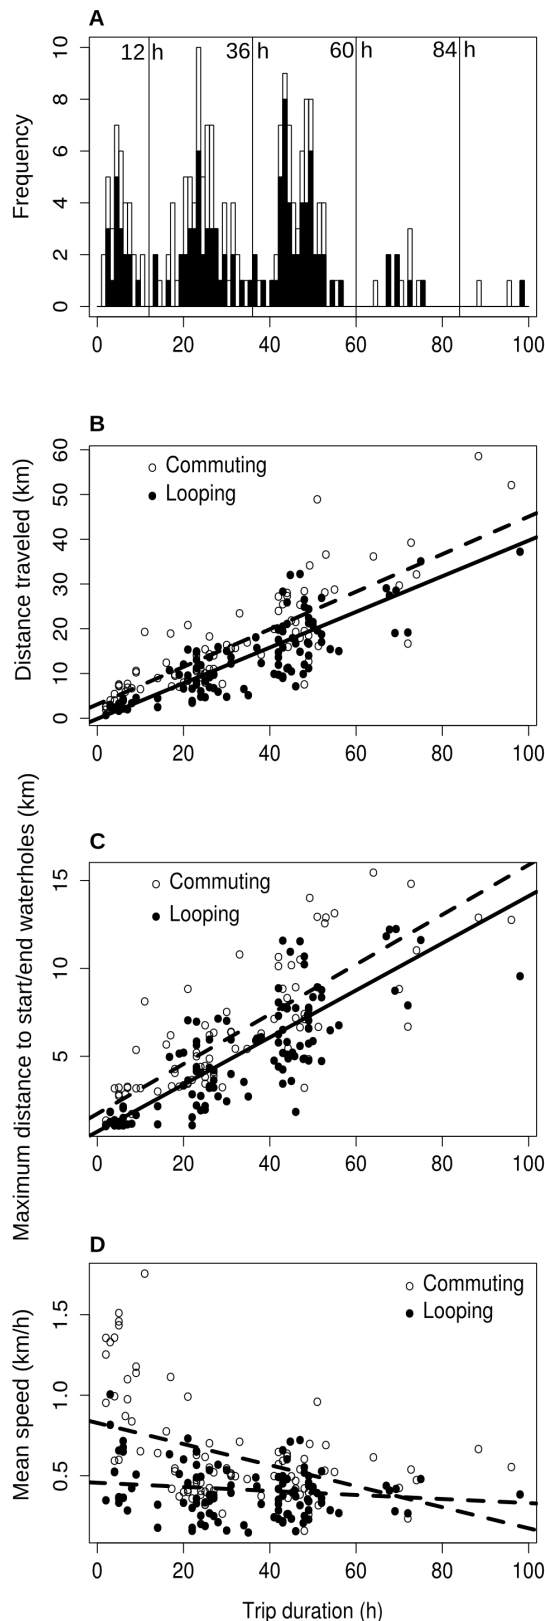 A
12 h 36 h 60 h 84 h
10
8
6
4
2
0
Frequency
0 20 40 60 80 100
B
60
50
40
30
20
10
0
Distance traveled (km)
Commuting
Looping
0 20 40 60 80 100
C
15
10
5
Maximum distance to start/end waterholes (km)
Commuting
Looping
0 20 40 60 80 100
D
1.5
1.0
0.5
Mean speed (km/h)
Commuting
Looping
0 20 40 60 80 100
Trip duration (h)